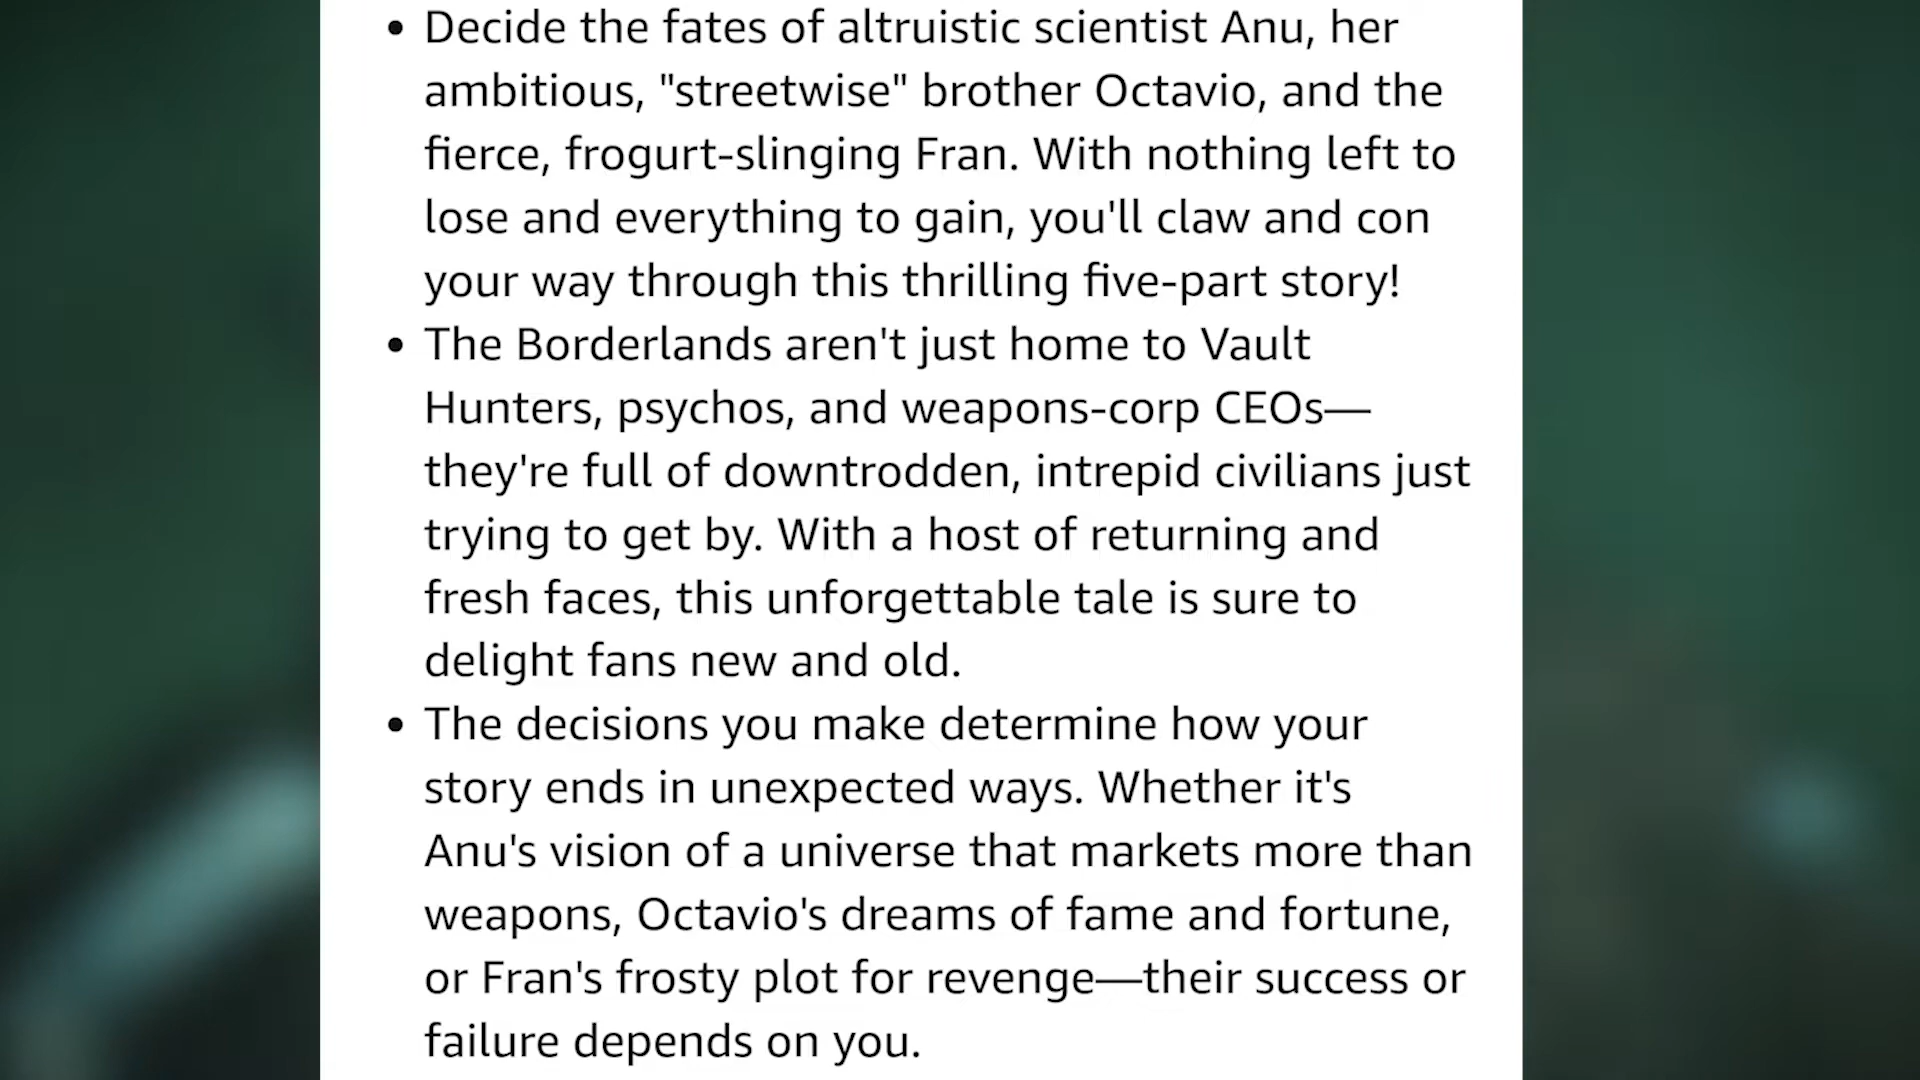 • Decide the fates of altruistic scientist Anu, her
ambitious, "streetwise" brother Octavio, and the
fierce, frogurt-slinging Fran. With nothing left to
lose and everything to gain, you'll claw and con
your way through this thrilling five-part story!
• The Borderlands aren't just home to Vault
Hunters, psychos, and weapons-corp CEOs—
they're full of downtrodden, intrepid civilians just
trying to get by. With a host of returning and
fresh faces, this unforgettable tale is sure to
delight fans new and old.
• The decisions you make determine how your
story ends in unexpected ways. Whether it's
Anu's vision of a universe that markets more than
weapons, Octavio's dreams of fame and fortune,
or Fran's frosty plot for revenge—their success or
failure depends on you.